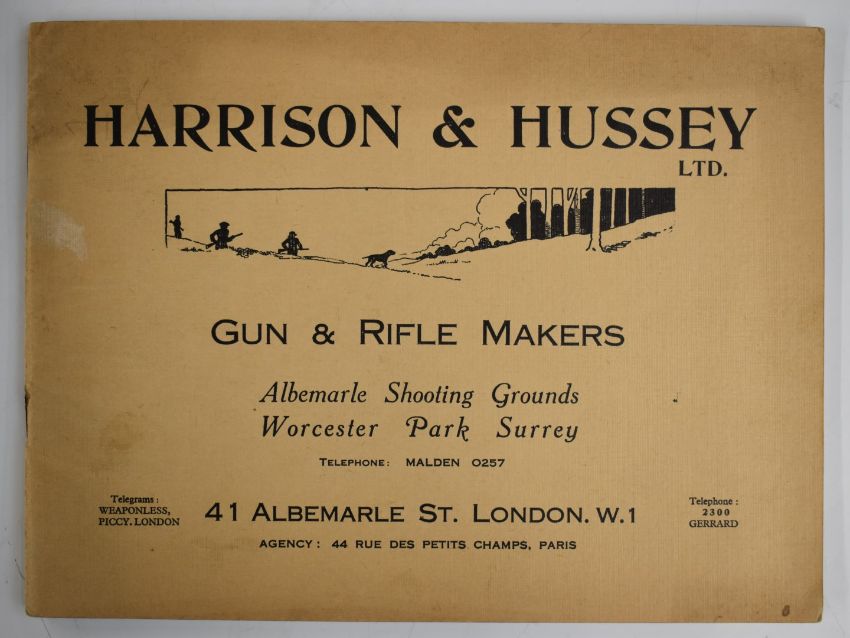 HARRISON & HUSSEY
LTD.
GUN & RIFLE MAKERS
Albemarle Shooting Grounds
Worcester Park Surrey
TELEPHONE: MALDEN 0257
Telegrams:
WEAPONLESS,
PICCY. LONDON
41 ALBEMARLE ST. LONDON. W.1
Telephone:
2300
GERRARD
AGENCY: 44 RUE DES PETITS CHAMPS, PARIS